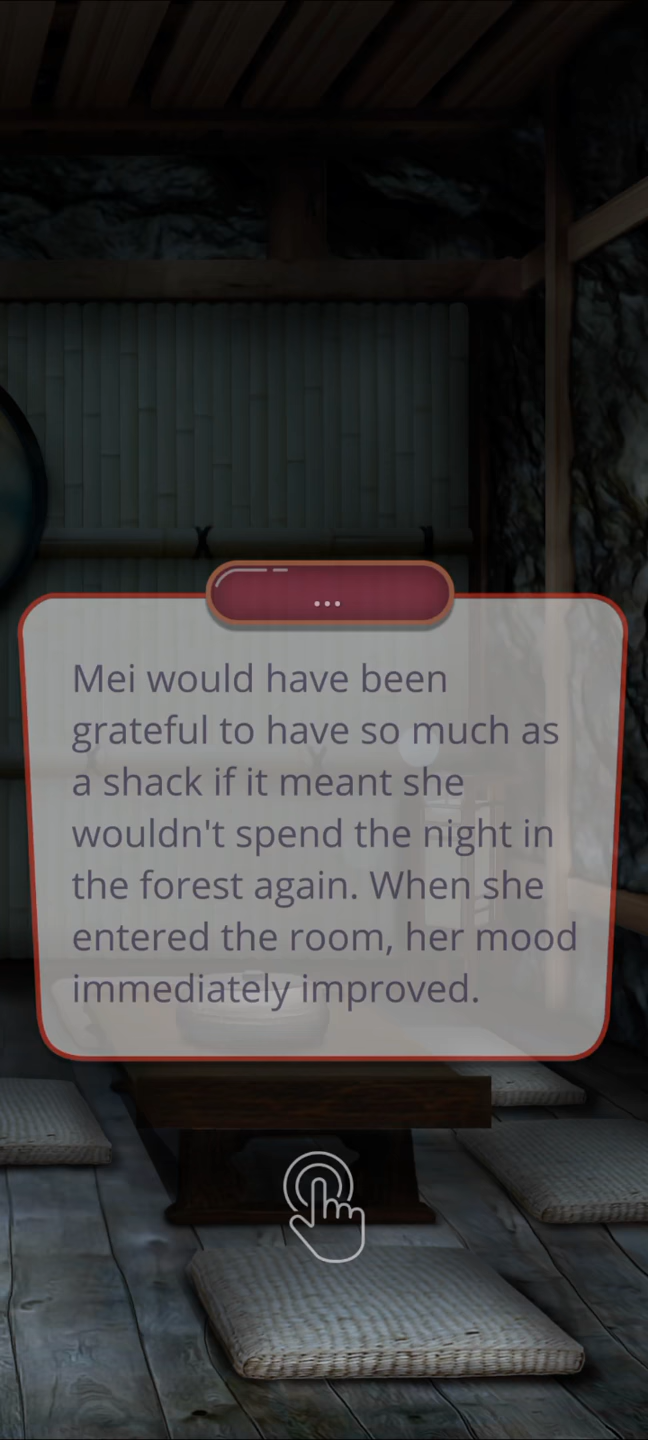 ...
Mei would have been
grateful to have so much as
a shack if it meant she
wouldn't spend the night in
the forest again. When she
entered the room, her mood
immediately improved.